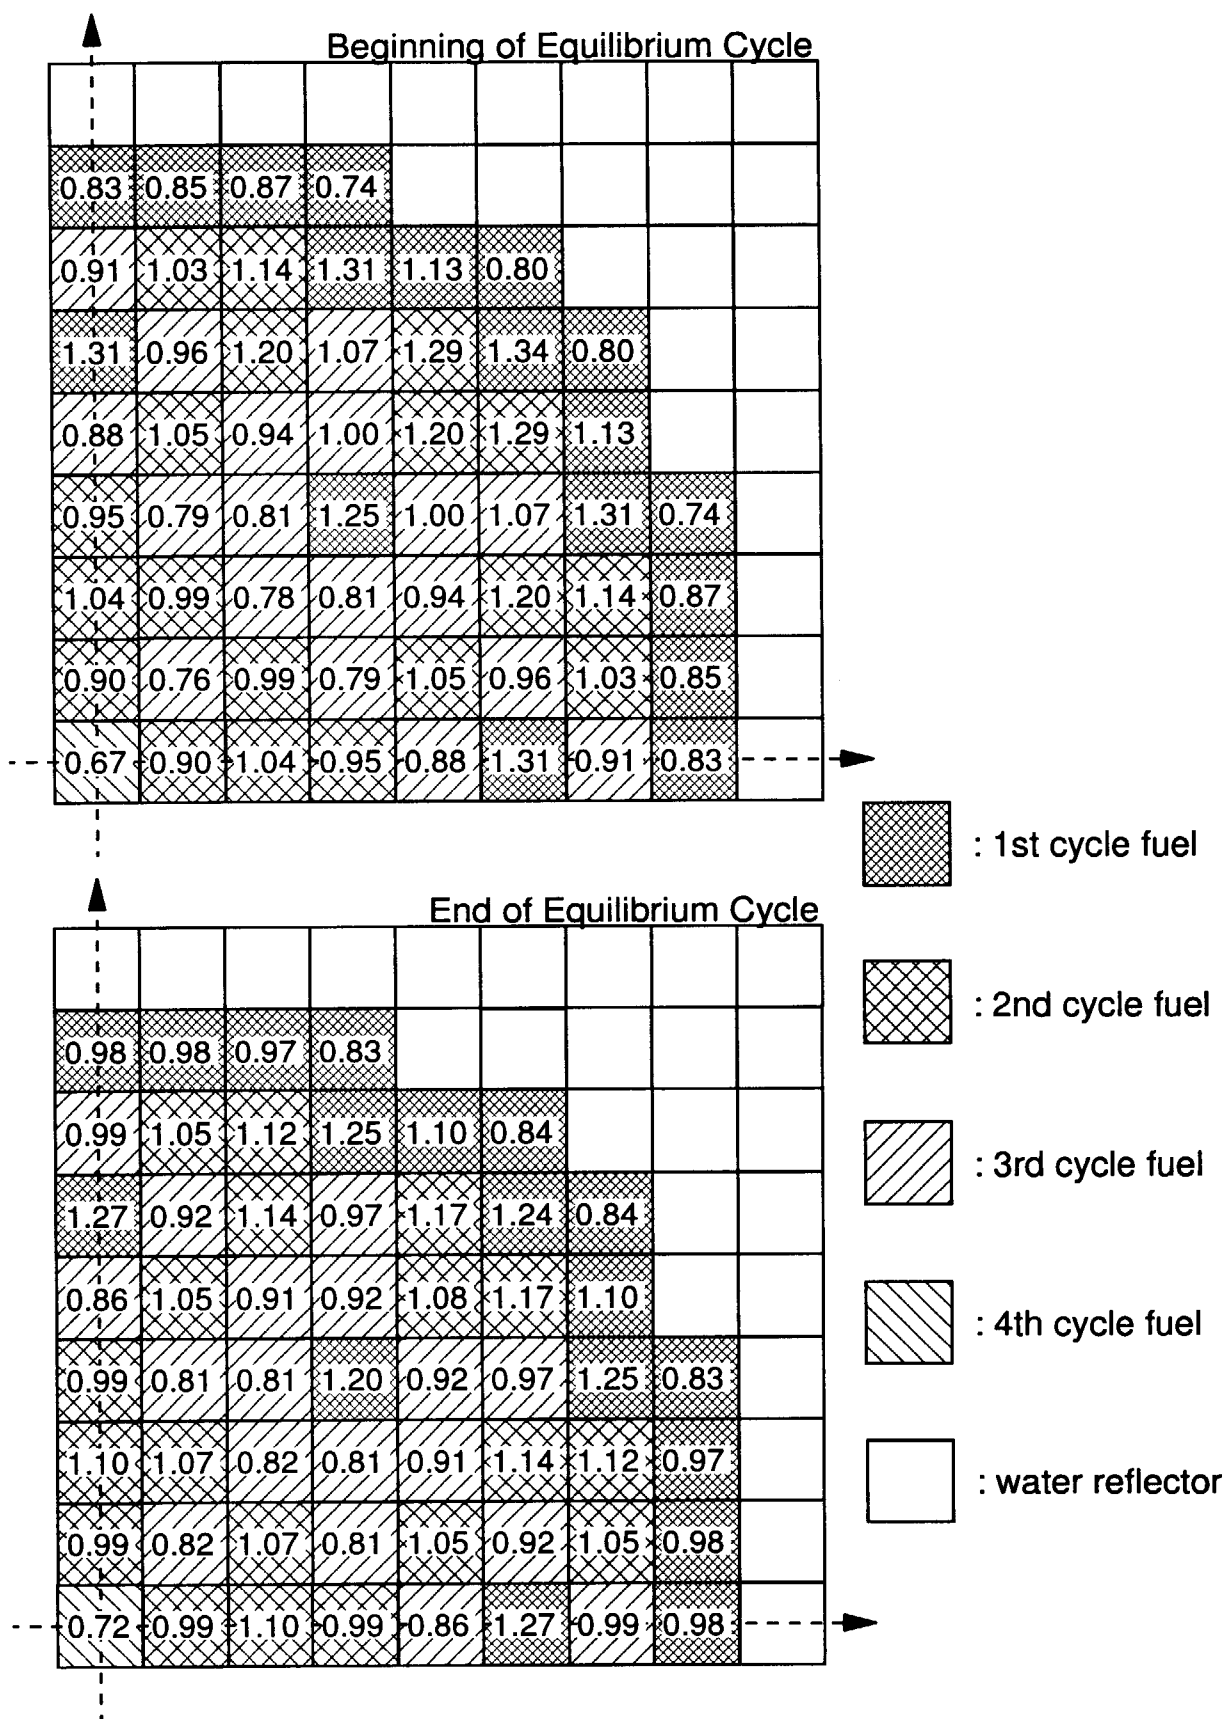 Beginning of Equilibrium Cycle
0.83 0.85 0.87 0.74
0.91 1.03 1.14 1.31 1.13 0.80
1.31 0.96 1.20 1.07 1.29 1.34 0.80
0.88 1.05 0.94 1.00 1.20 1.29 1.13
0.95 0.79 0.81 1.25 1.00 1.07 1.31 0.74
1.04 0.99 0.78 0.81 0.94 1.20 1.14 0.87
0.90 0.76 0.99 0.79 1.05 0.96 1.03 0.85
0.67 0.90 1.04 0.95 0.88 1.31 0.91 0.83
: 1st cycle fuel
End of Equilibrium Cycle
: 2nd cycle fuel
0.98 0.98 0.97 0.83
0.99 1.05 1.12 1.25 1.10 0.84
: 3rd cycle fuel
1.27 0.92 1.14 0.97 1.17 1.24 0.84
0.86 1.05 0.91 0.92 1.08 1.17 1.10
: 4th cycle fuel
0.99 0.81 0.81 1.20 0.92 0.97 1.25 0.83
1.10 1.07 0.82 0.81 0.91 1.14 1.12 0.97
: water reflector
0.99 0.82 1.07 0.81 1.05 0.92 1.05 0.98
0.72 0.99 1.10 0.99 0.86 1.27 0.99 0.98